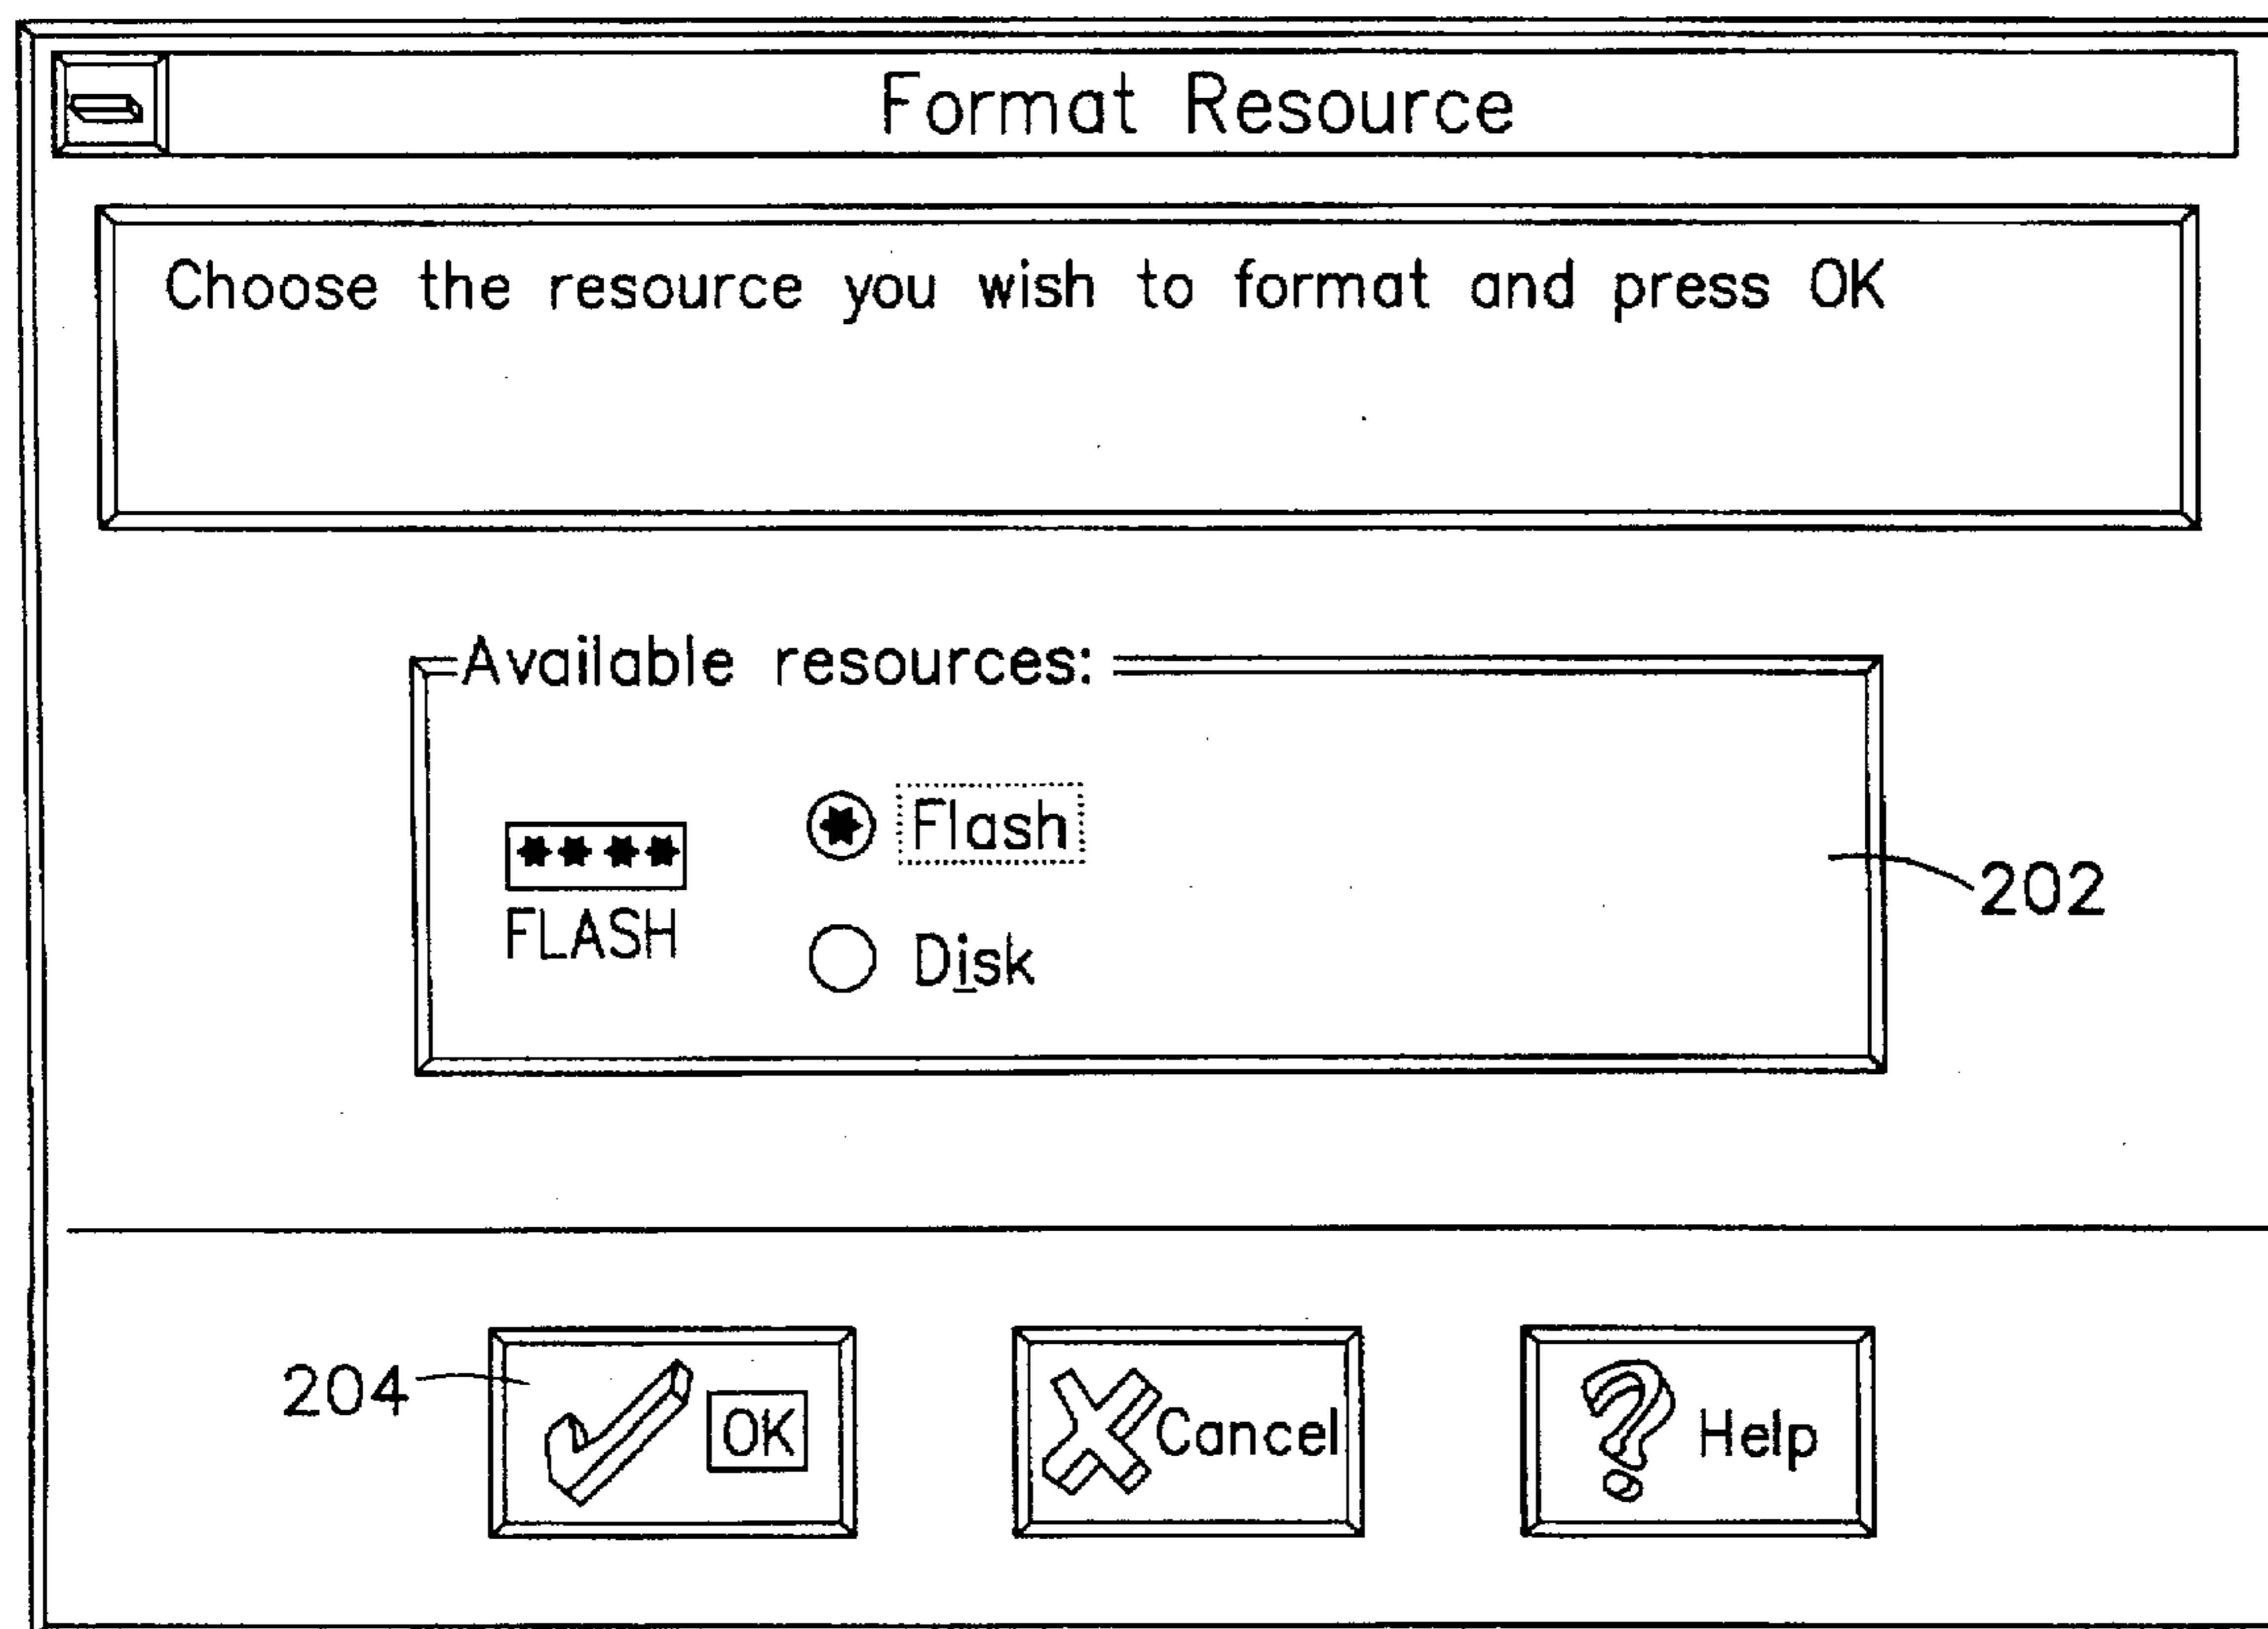 Format Resource
Choose the resource you wish to format and press OK
Available resources:
Flash
FLASH
Disk
202
204
OK
Cancel
Help